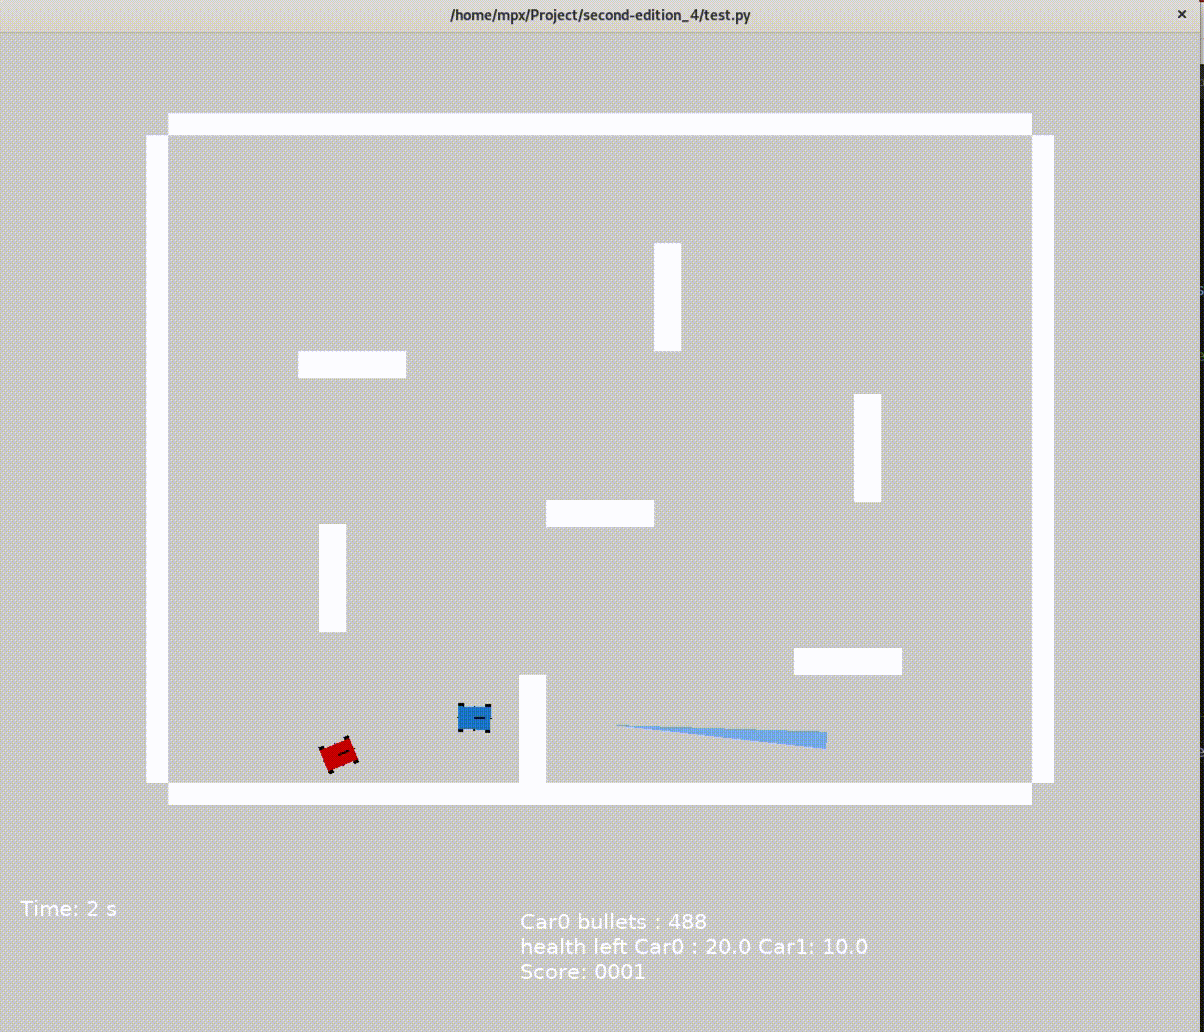 /home/mpx/Project/second-edition_4/test.py
Time: 2 s
Car0 bullets : 488
health left Car0 : 20.0 Car1: 10.0
Score: 0001